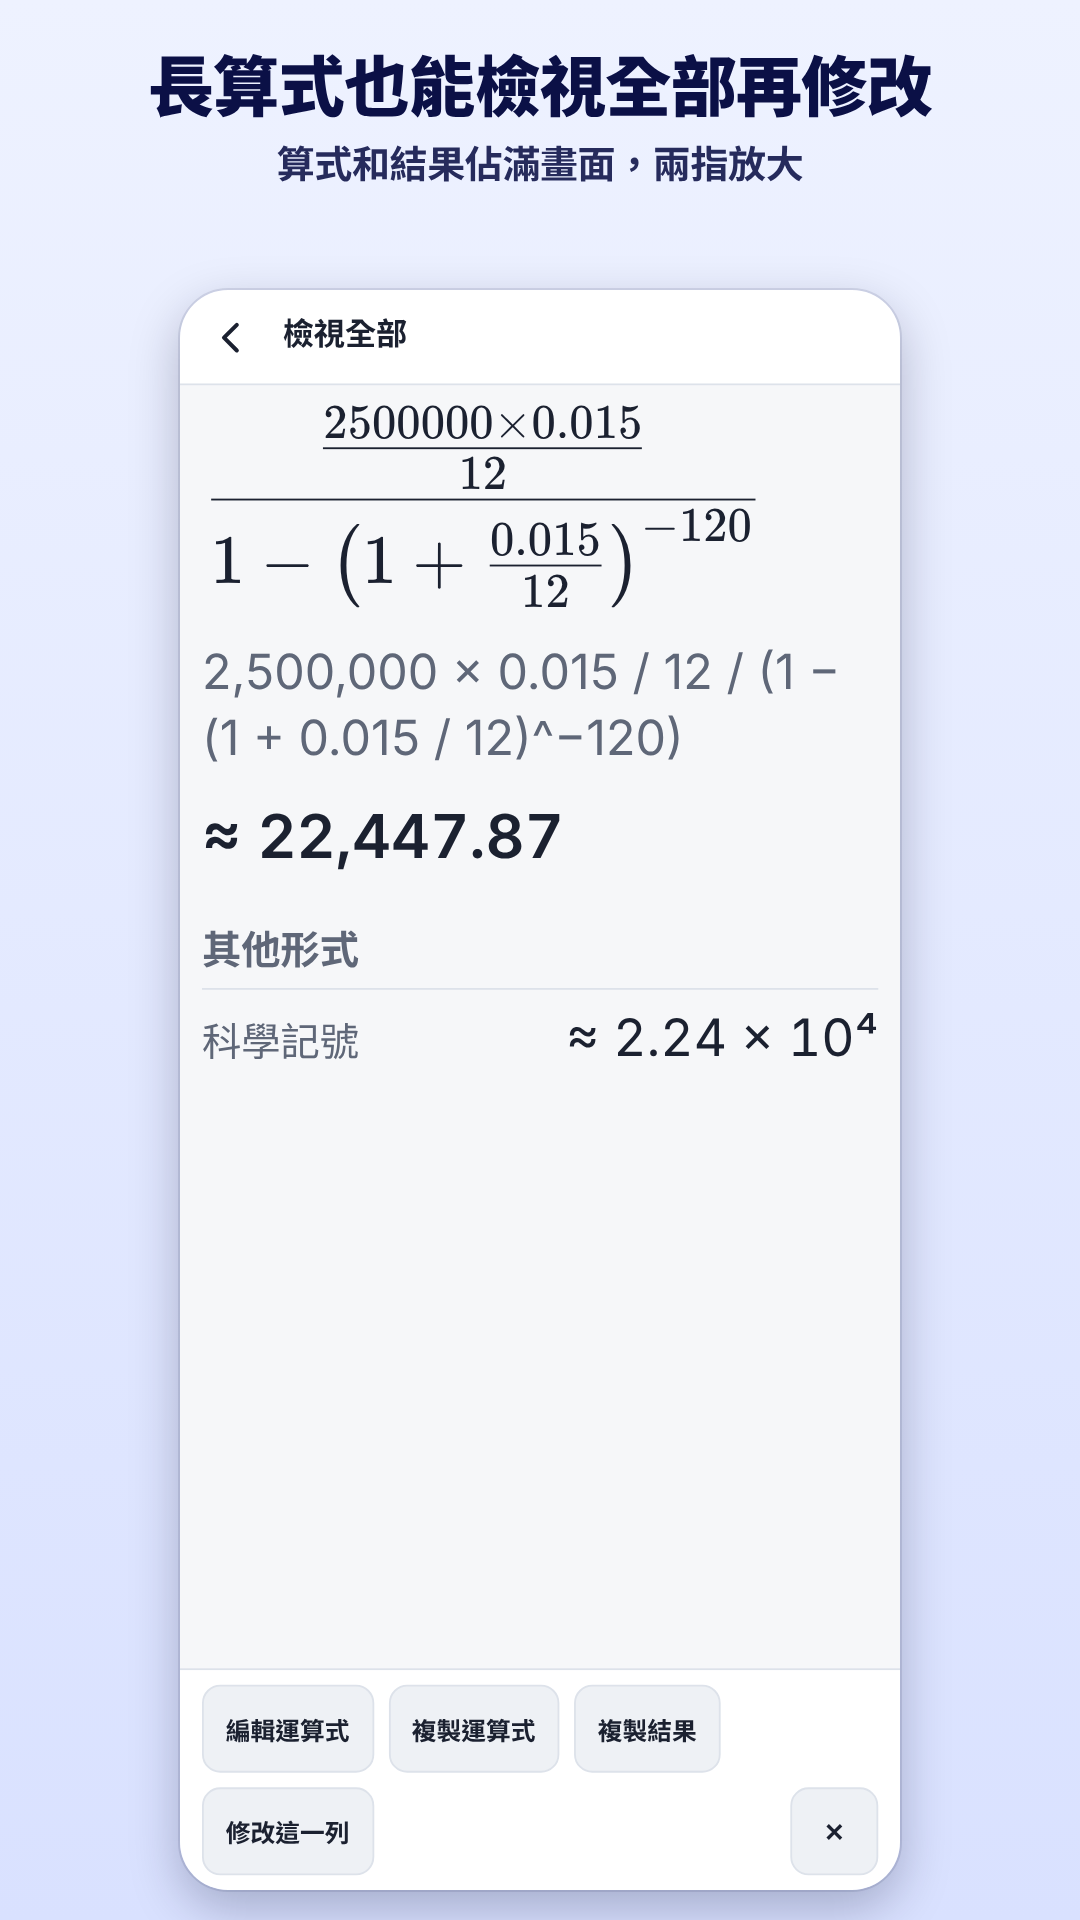 長算式也能檢視全部再修改
算式和結果佔滿畫面，兩指放大
檢視全部
2500000×0.015
12
1 − (1 + 0.015/12)^−120
2,500,000 × 0.015 / 12 / (1 −
(1 + 0.015 / 12)^−120)
≈ 22,447.87
其他形式
科學記號 ≈ 2.24 × 10⁴
編輯運算式 複製運算式 複製結果
修改這一列 ×